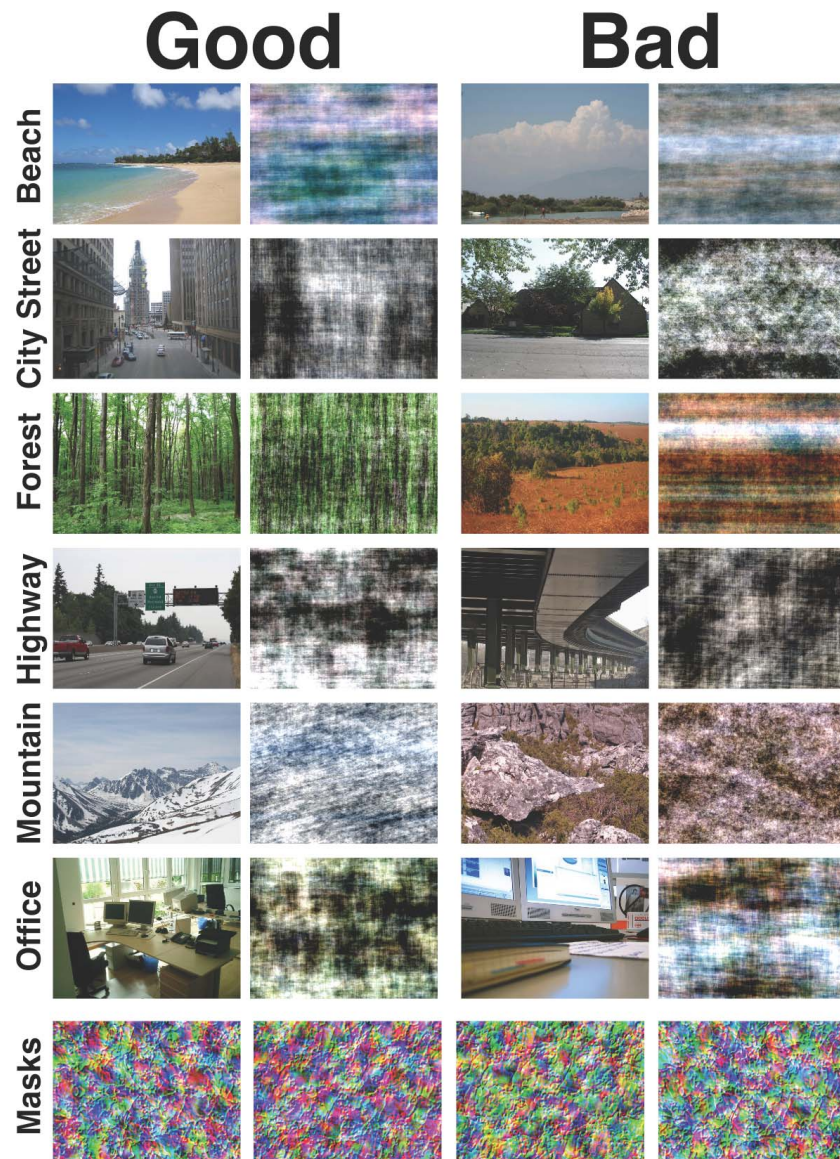 Good Bad
Beach
City Street
Forest
Highway
Mountain
Office
Masks